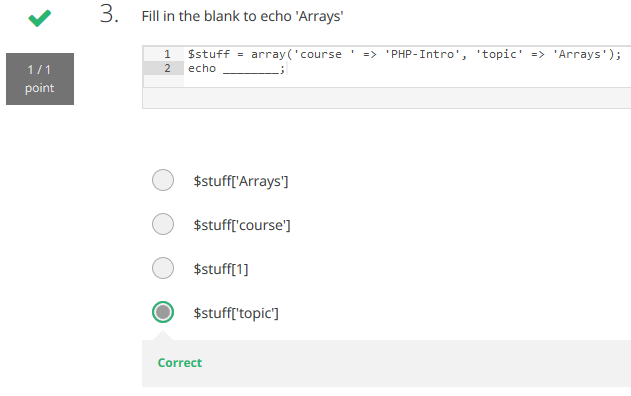 3. Fill in the blank to echo 'Arrays'
1 / 1
point
1 $stuff = array('course ' => 'PHP-Intro', 'topic' => 'Arrays');
2 echo ________;
$stuff['Arrays']
$stuff['course']
$stuff[1]
$stuff['topic']
Correct